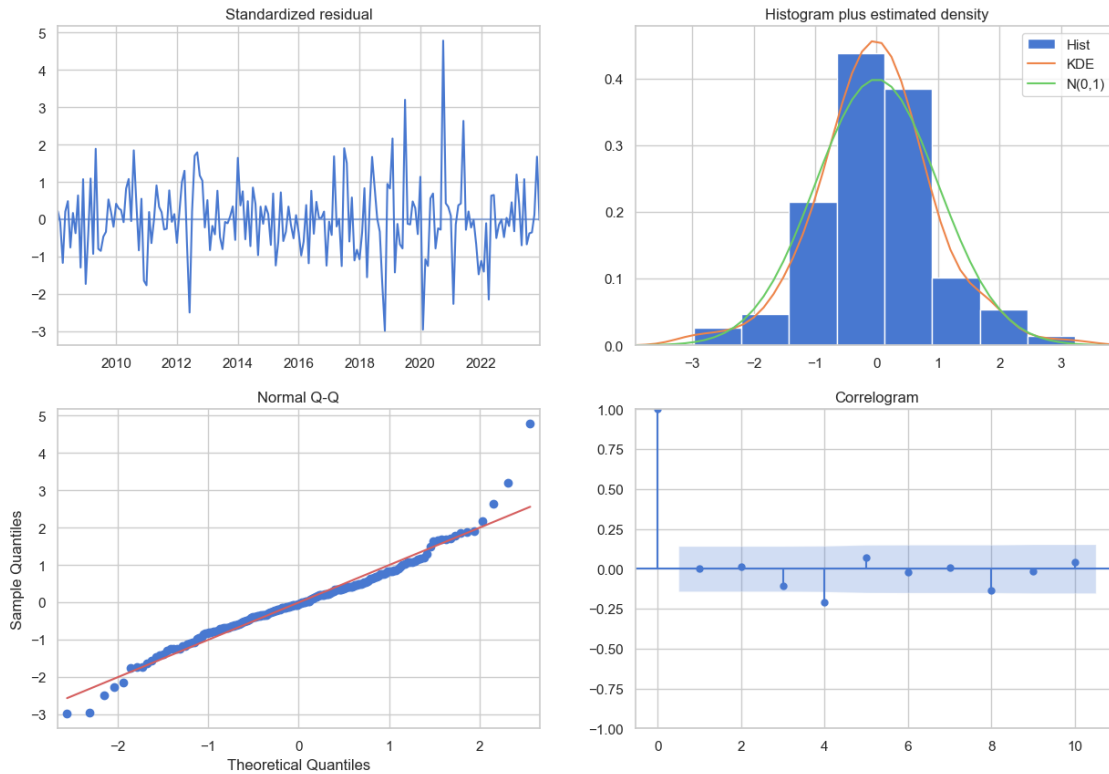 Standardized residual
5
4
3
2
1
0
−1
−2
−3
2010 2012 2014 2016 2018 2020 2022
Histogram plus estimated density
Hist
KDE
N(0,1)
0.4
0.3
0.2
0.1
0.0
−3 −2 −1 0 1 2 3
Normal Q-Q
Sample Quantiles
5
4
3
2
1
0
−1
−2
−3
−2 −1 0 1 2
Theoretical Quantiles
Correlogram
1.00
0.75
0.50
0.25
0.00
−0.25
−0.50
−0.75
−1.00
0 2 4 6 8 10